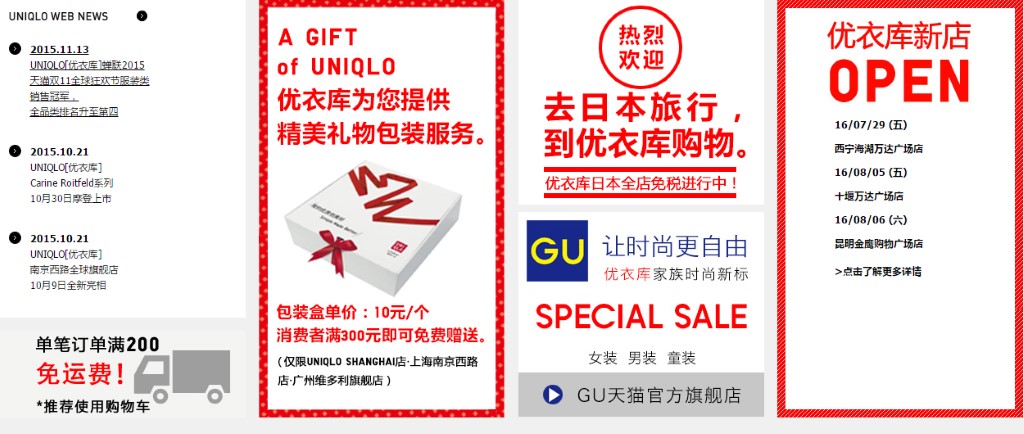 UNIQLO WEB NEWS
2015.11.13
UNIQLO[优衣库]蝉联2015
天猫双11全球狂欢节服装类
销售冠军，
全品类排名升至第四
2015.10.21
UNIQLO[优衣库]
Carine Roitfeld系列
10月30日摩登上市
2015.10.21
UNIQLO[优衣库]
南京西路全球旗舰店
10月9日全新亮相
单笔订单满200
免运费！
*推荐使用购物车
A GIFT
of UNIQLO
优衣库为您提供
精美礼物包装服务。
包装盒单价：10元/个
消费者满300元即可免费赠送。
(仅限UNIQLO SHANGHAI店·上海南京西路
店·广州维多利旗舰店)
热烈
欢迎
去日本旅行，
到优衣库购物。
优衣库日本全店免税进行中！
GU
让时尚更自由
优衣库家族时尚新标
SPECIAL SALE
女装 男装 童装
GU天猫官方旗舰店
优衣库新店
OPEN
16/07/29 (五)
西宁海湖万达广场店
16/08/05 (五)
十堰万达广场店
16/08/06 (六)
昆明金鹰购物广场店
>点击了解更多详情